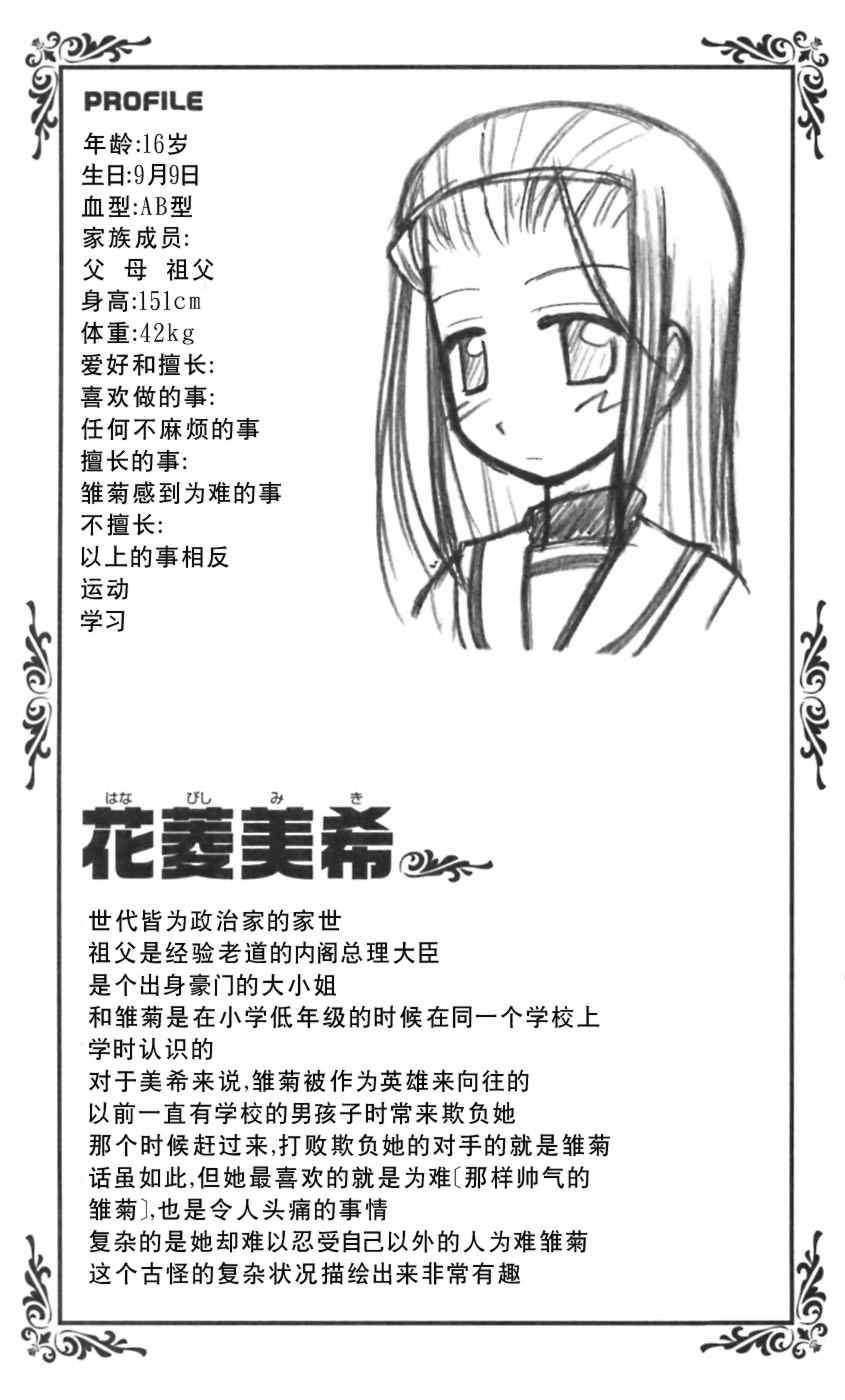 PROFILE
年龄:16岁
生日:9月9日
血型:AB型
家族成员:
父 母 祖父
身高:151cm
体重:42kg
爱好和擅长:
喜欢做的事:
任何不麻烦的事
擅长的事:
雏菊感到为难的事
不擅长:
以上的事相反
运动
学习
はな びし み き
花菱美希
世代皆为政治家的家世
祖父是经验老道的内阁总理大臣
是个出身豪门的大小姐
和雏菊是在小学低年级的时候在同一个学校上
学时认识的
对于美希来说,雏菊被作为英雄来向往的
以前一直有学校的男孩子时常来欺负她
那个时候赶过来,打败欺负她的对手的就是雏菊
话虽如此,但她最喜欢的就是为难〔那样帅气的
雏菊〕,也是令人头痛的事情
复杂的是她却难以忍受自己以外的人为难雏菊
这个古怪的复杂状况描绘出来非常有趣